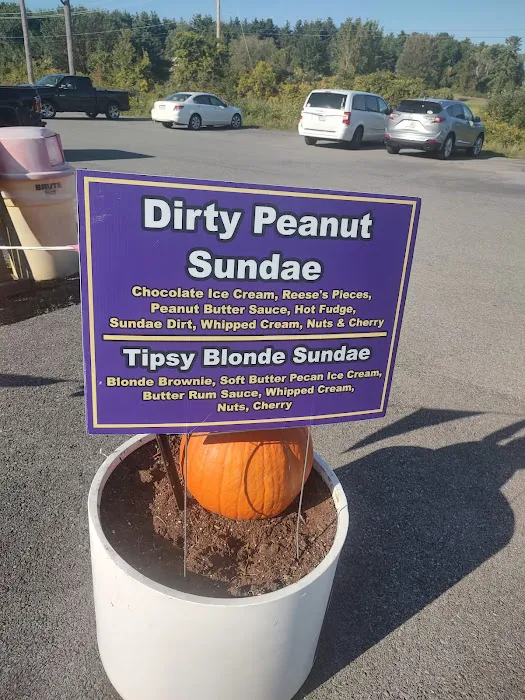 BRUTE
Dirty Peanut
Sundae
Chocolate Ice Cream, Reese's Pieces,
Peanut Butter Sauce, Hot Fudge,
Sundae Dirt, Whipped Cream, Nuts & Cherry
Tipsy Blonde Sundae
Blonde Brownie, Soft Butter Pecan Ice Cream,
Butter Rum Sauce, Whipped Cream,
Nuts, Cherry